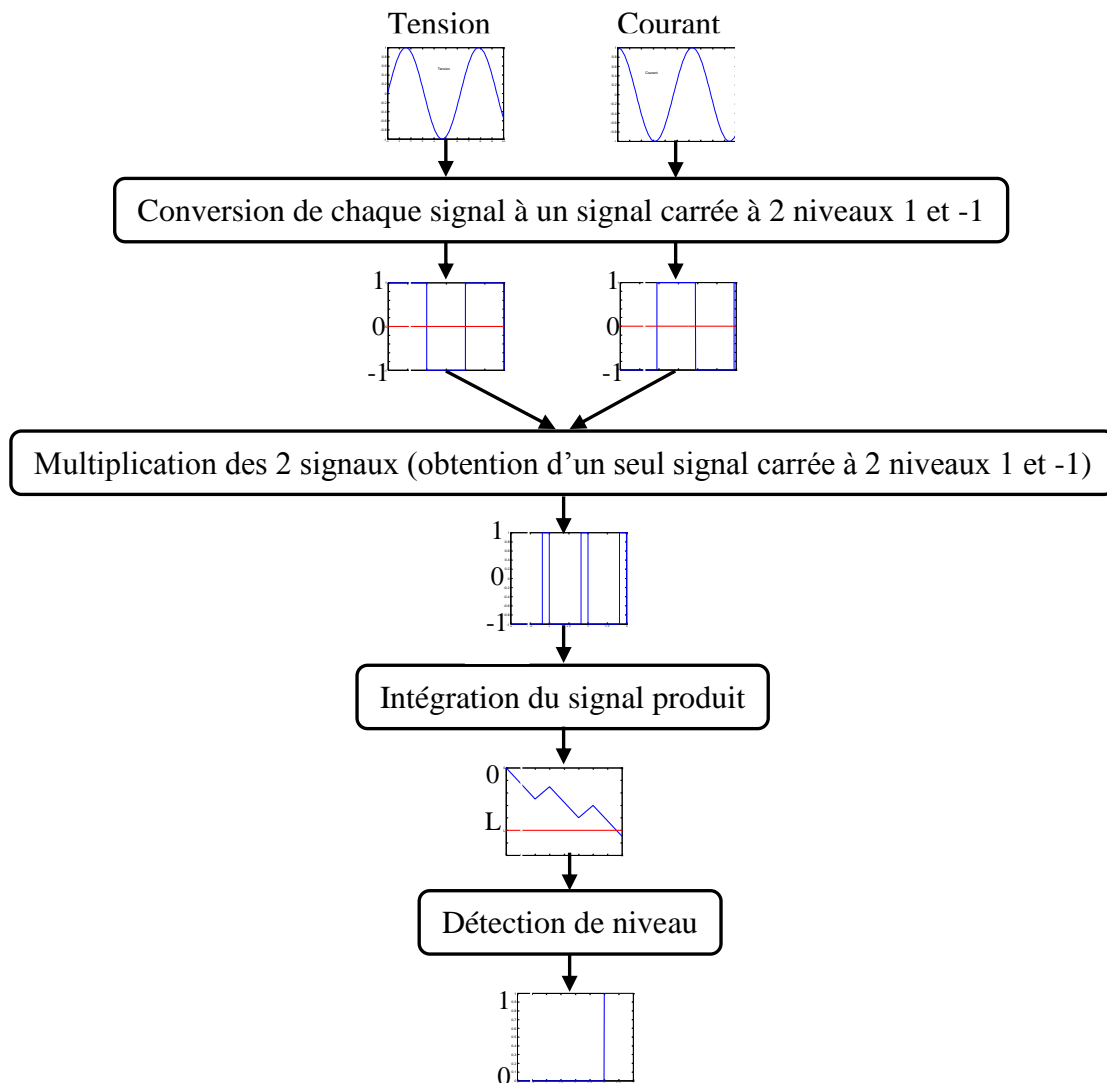 Tension Courant
Tension
Courant
Conversion de chaque signal à un signal carrée à 2 niveaux 1 et -1
1 1
0 0
-1 -1
Multiplication des 2 signaux (obtention d’un seul signal carrée à 2 niveaux 1 et -1)
1
0
-1
Intégration du signal produit
0
L
Détection de niveau
1
0